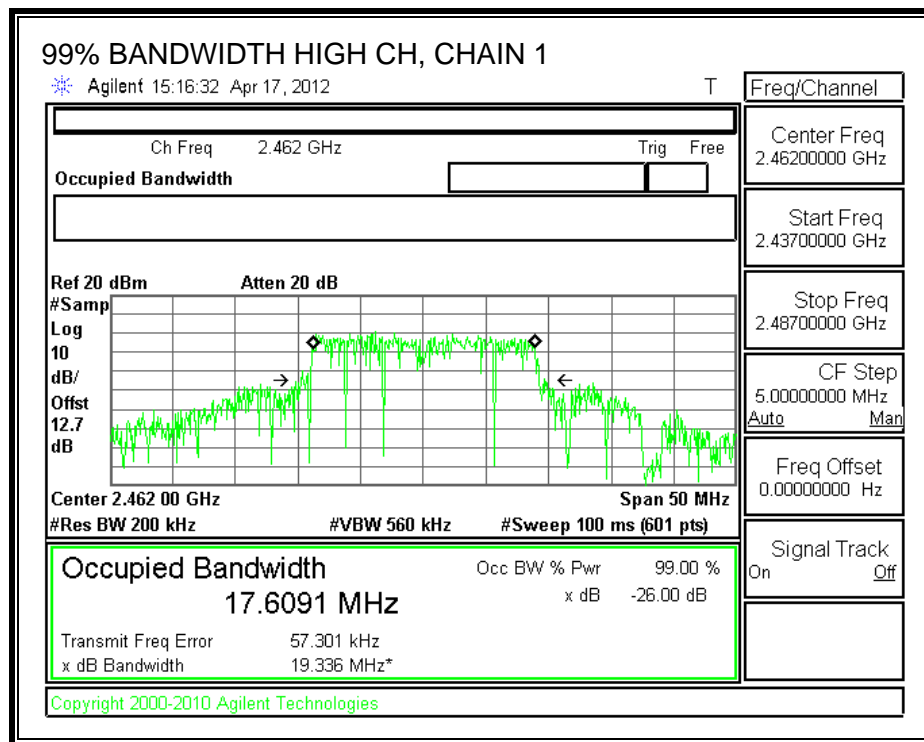 99% BANDWIDTH HIGH CH, CHAIN 1
Agilent 15:16:32 Apr 17, 2012 T
Ch Freq 2.462 GHz Trig Free
Occupied Bandwidth
Ref 20 dBm Atten 20 dB
#Samp
Log
10
dB/
Offst
12.7
dB
Center 2.462 00 GHz Span 50 MHz
#Res BW 200 kHz #VBW 560 kHz #Sweep 100 ms (601 pts)
Occupied Bandwidth Occ BW % Pwr 99.00 %
17.6091 MHz x dB -26.00 dB
Transmit Freq Error 57.301 kHz
x dB Bandwidth 19.336 MHz*
Copyright 2000-2010 Agilent Technologies
Freq/Channel
Center Freq
2.46200000 GHz
Start Freq
2.43700000 GHz
Stop Freq
2.48700000 GHz
CF Step
5.00000000 MHz
Auto Man
Freq Offset
0.00000000 Hz
Signal Track
On Off